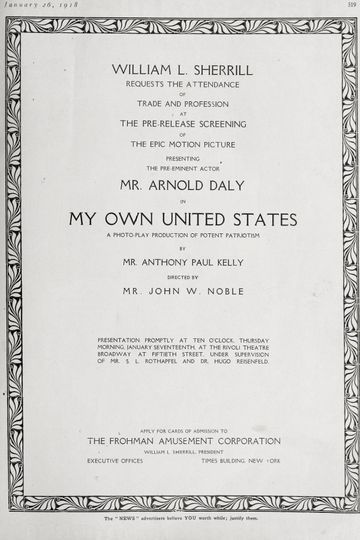 January 26, 1918
519
WILLIAM L. SHERRILL
REQUESTS THE ATTENDANCE
OF
TRADE AND PROFESSION
AT
THE PRE-RELEASE SCREENING
OF
THE EPIC MOTION PICTURE
PRESENTING
THE PRE-EMINENT ACTOR
MR. ARNOLD DALY
IN
MY OWN UNITED STATES
A PHOTO-PLAY PRODUCTION OF POTENT PATRIOTISM
BY
MR. ANTHONY PAUL KELLY
DIRECTED BY
MR. JOHN W. NOBLE
PRESENTATION PROMPTLY AT TEN O'CLOCK, THURSDAY
MORNING, JANUARY SEVENTEENTH, AT THE RIVOLI THEATRE
BROADWAY AT FIFTIETH STREET, UNDER SUPERVISION
OF MR. S. L. ROTHAPFEL AND DR. HUGO REISENFELD.
APPLY FOR CARDS OF ADMISSION TO
THE FROHMAN AMUSEMENT CORPORATION
WILLIAM L. SHERRILL, PRESIDENT
EXECUTIVE OFFICES TIMES BUILDING, NEW YORK
The "NEWS" advertisers believe YOU worth while; justify them.